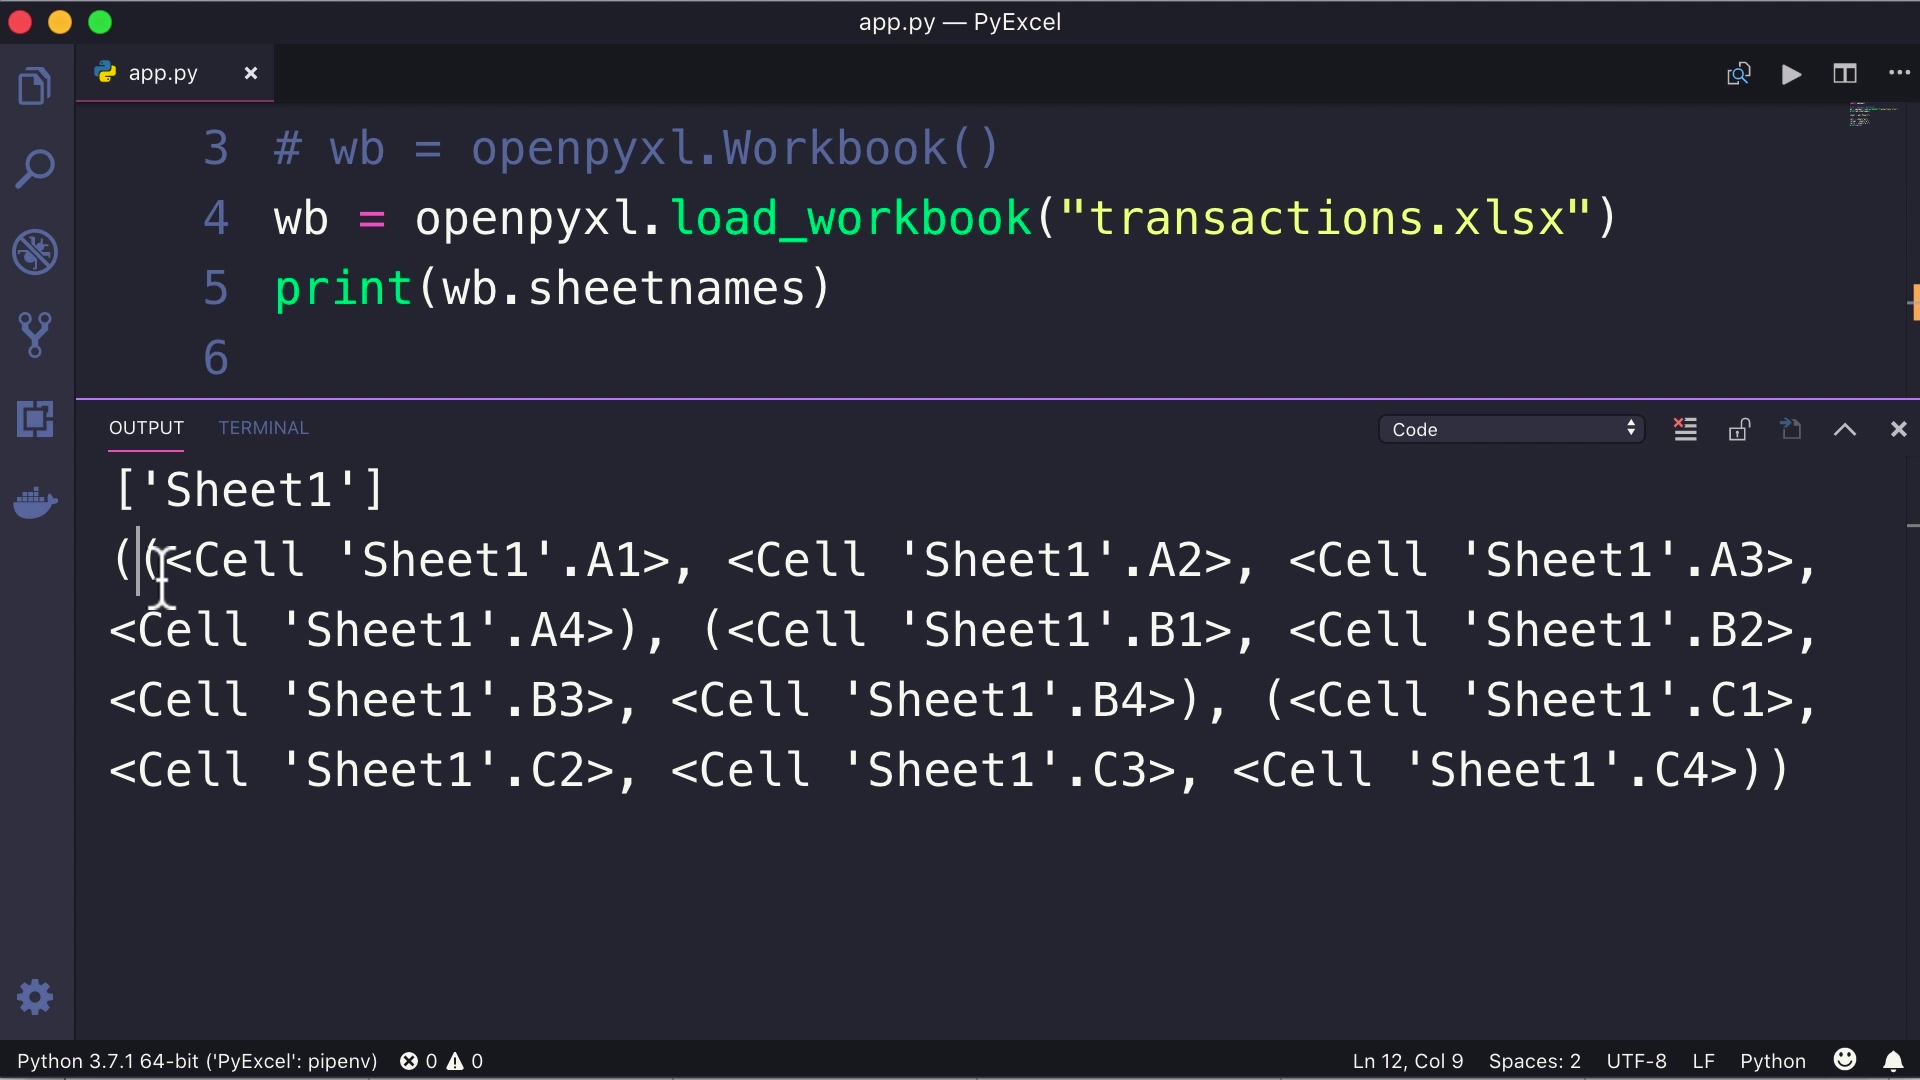 app.py — PyExcel
app.py
3 # wb = openpyxl.Workbook()
4 wb = openpyxl.load_workbook("transactions.xlsx")
5 print(wb.sheetnames)
6
OUTPUT TERMINAL Code
['Sheet1']
((<Cell 'Sheet1'.A1>, <Cell 'Sheet1'.A2>, <Cell 'Sheet1'.A3>,
<Cell 'Sheet1'.A4>), (<Cell 'Sheet1'.B1>, <Cell 'Sheet1'.B2>,
<Cell 'Sheet1'.B3>, <Cell 'Sheet1'.B4>), (<Cell 'Sheet1'.C1>,
<Cell 'Sheet1'.C2>, <Cell 'Sheet1'.C3>, <Cell 'Sheet1'.C4>))
Python 3.7.1 64-bit ('PyExcel': pipenv) 0 0 Ln 12, Col 9 Spaces: 2 UTF-8 LF Python